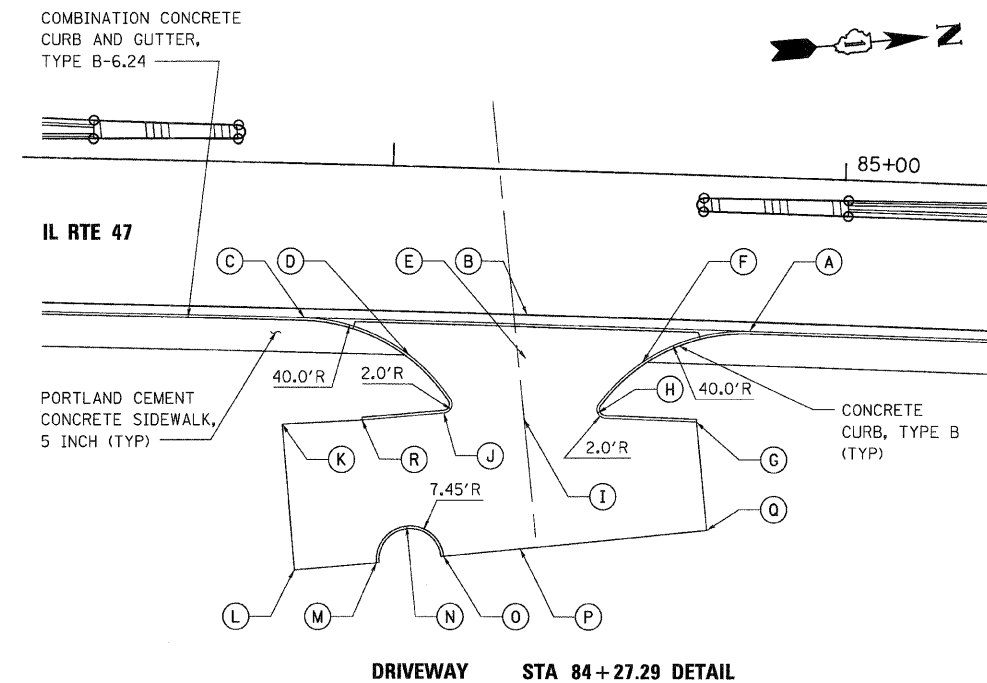 COMBINATION CONCRETE
CURB AND GUTTER,
TYPE B-6.24
N
85+00
IL RTE 47
C
D
E
B
F
A
40.0'R
2.0'R
H
40.0'R
PORTLAND CEMENT
CONCRETE SIDEWALK,
5 INCH (TYP)
CONCRETE
CURB, TYPE B
(TYP)
K
R
J
2.0'R
G
7.45'R
I
Q
L
M
N
O
P
DRIVEWAY STA 84+27.29 DETAIL